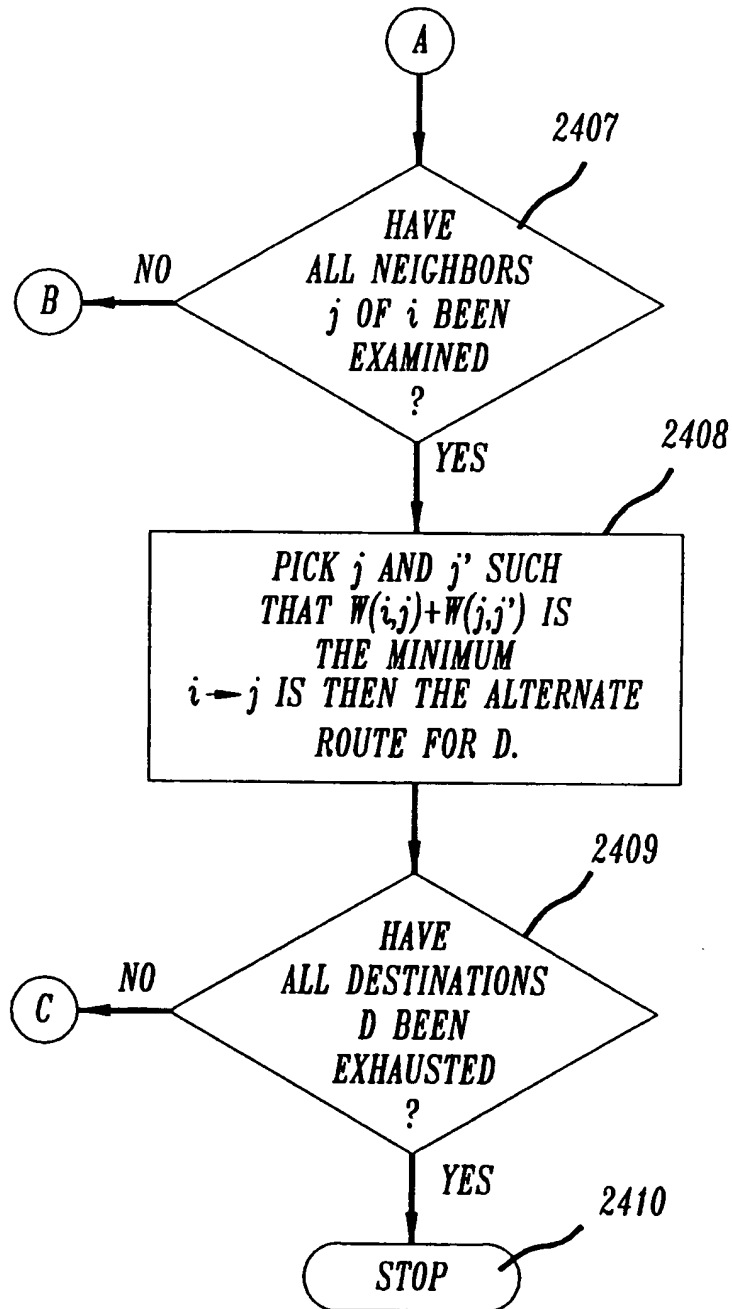 A
2407
HAVE
ALL NEIGHBORS
j OF i BEEN
EXAMINED
?
NO
B
YES
2408
PICK j AND j' SUCH
THAT W(i,j)+W(j,j') IS
THE MINIMUM
i→j IS THEN THE ALTERNATE
ROUTE FOR D.
2409
HAVE
ALL DESTINATIONS
D BEEN
EXHAUSTED
?
NO
C
YES
2410
STOP